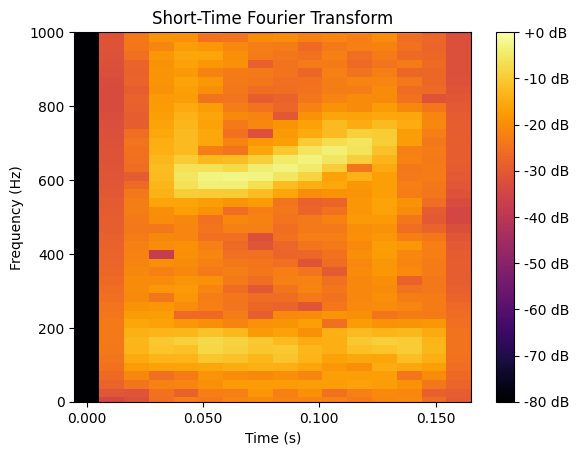 Short-Time Fourier Transform
1000
800
600
400
200
0
Frequency (Hz)
0.000
0.050
0.100
0.150
Time (s)
+0 dB
-10 dB
-20 dB
-30 dB
-40 dB
-50 dB
-60 dB
-70 dB
-80 dB